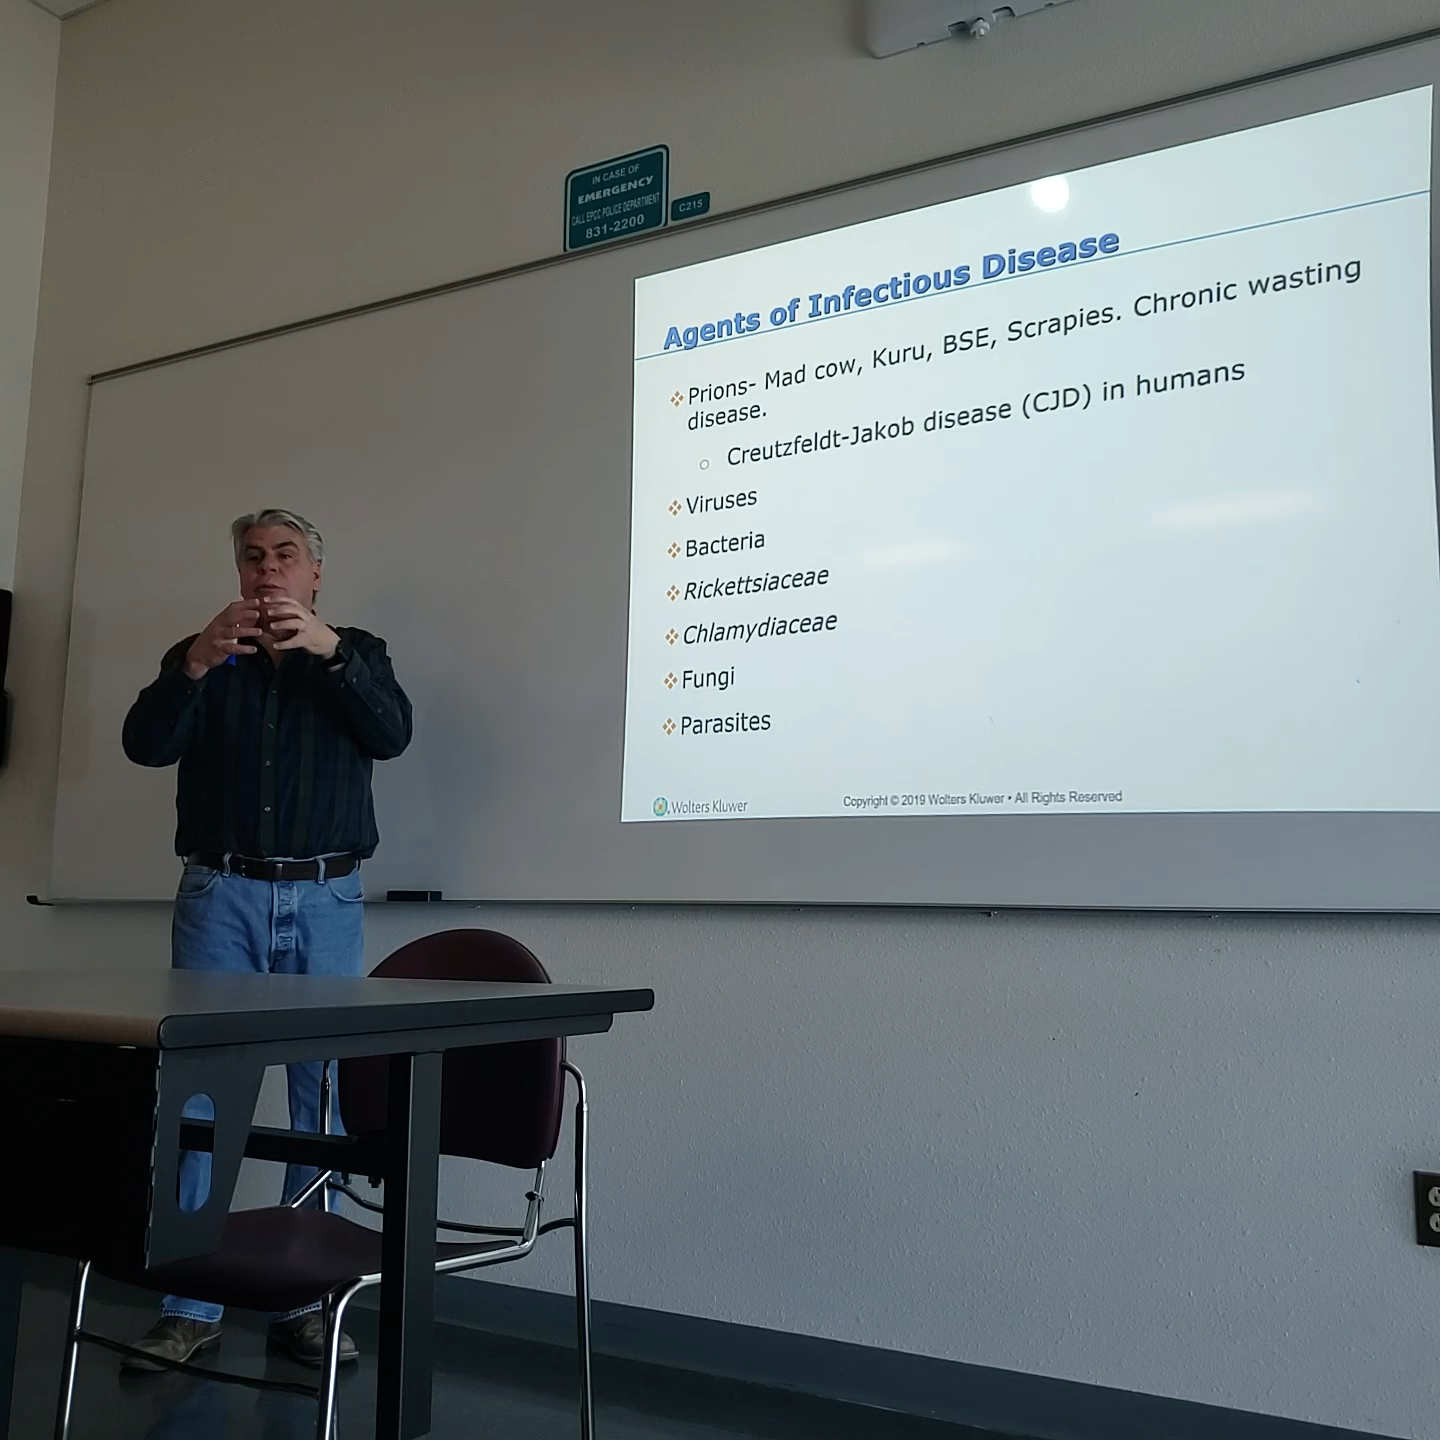 IN CASE OF
EMERGENCY
CALL EPCC POLICE DEPARTMENT
831-2200
C215
Agents of Infectious Disease
Prions- Mad cow, Kuru, BSE, Scrapies. Chronic wasting
disease.
Creutzfeldt-Jakob disease (CJD) in humans
Viruses
Bacteria
Rickettsiaceae
Chlamydiaceae
Fungi
Parasites
Wolters Kluwer
Copyright © 2019 Wolters Kluwer • All Rights Reserved